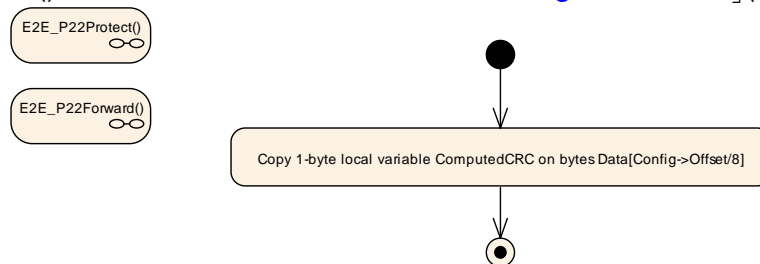 E2E_P22Protect()
E2E_P22Forward()
Copy 1-byte local variable ComputedCRC on bytes Data[Config->Offset/8]